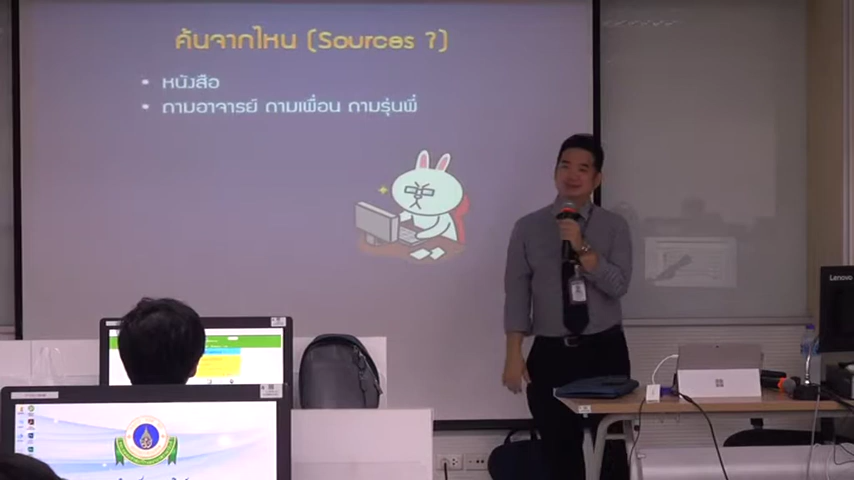 ค้นจากไหน (Sources ?)
• หนังสือ
• ถามอาจารย์ ถามเพื่อน ถามรุ่นพี่
Lenovo